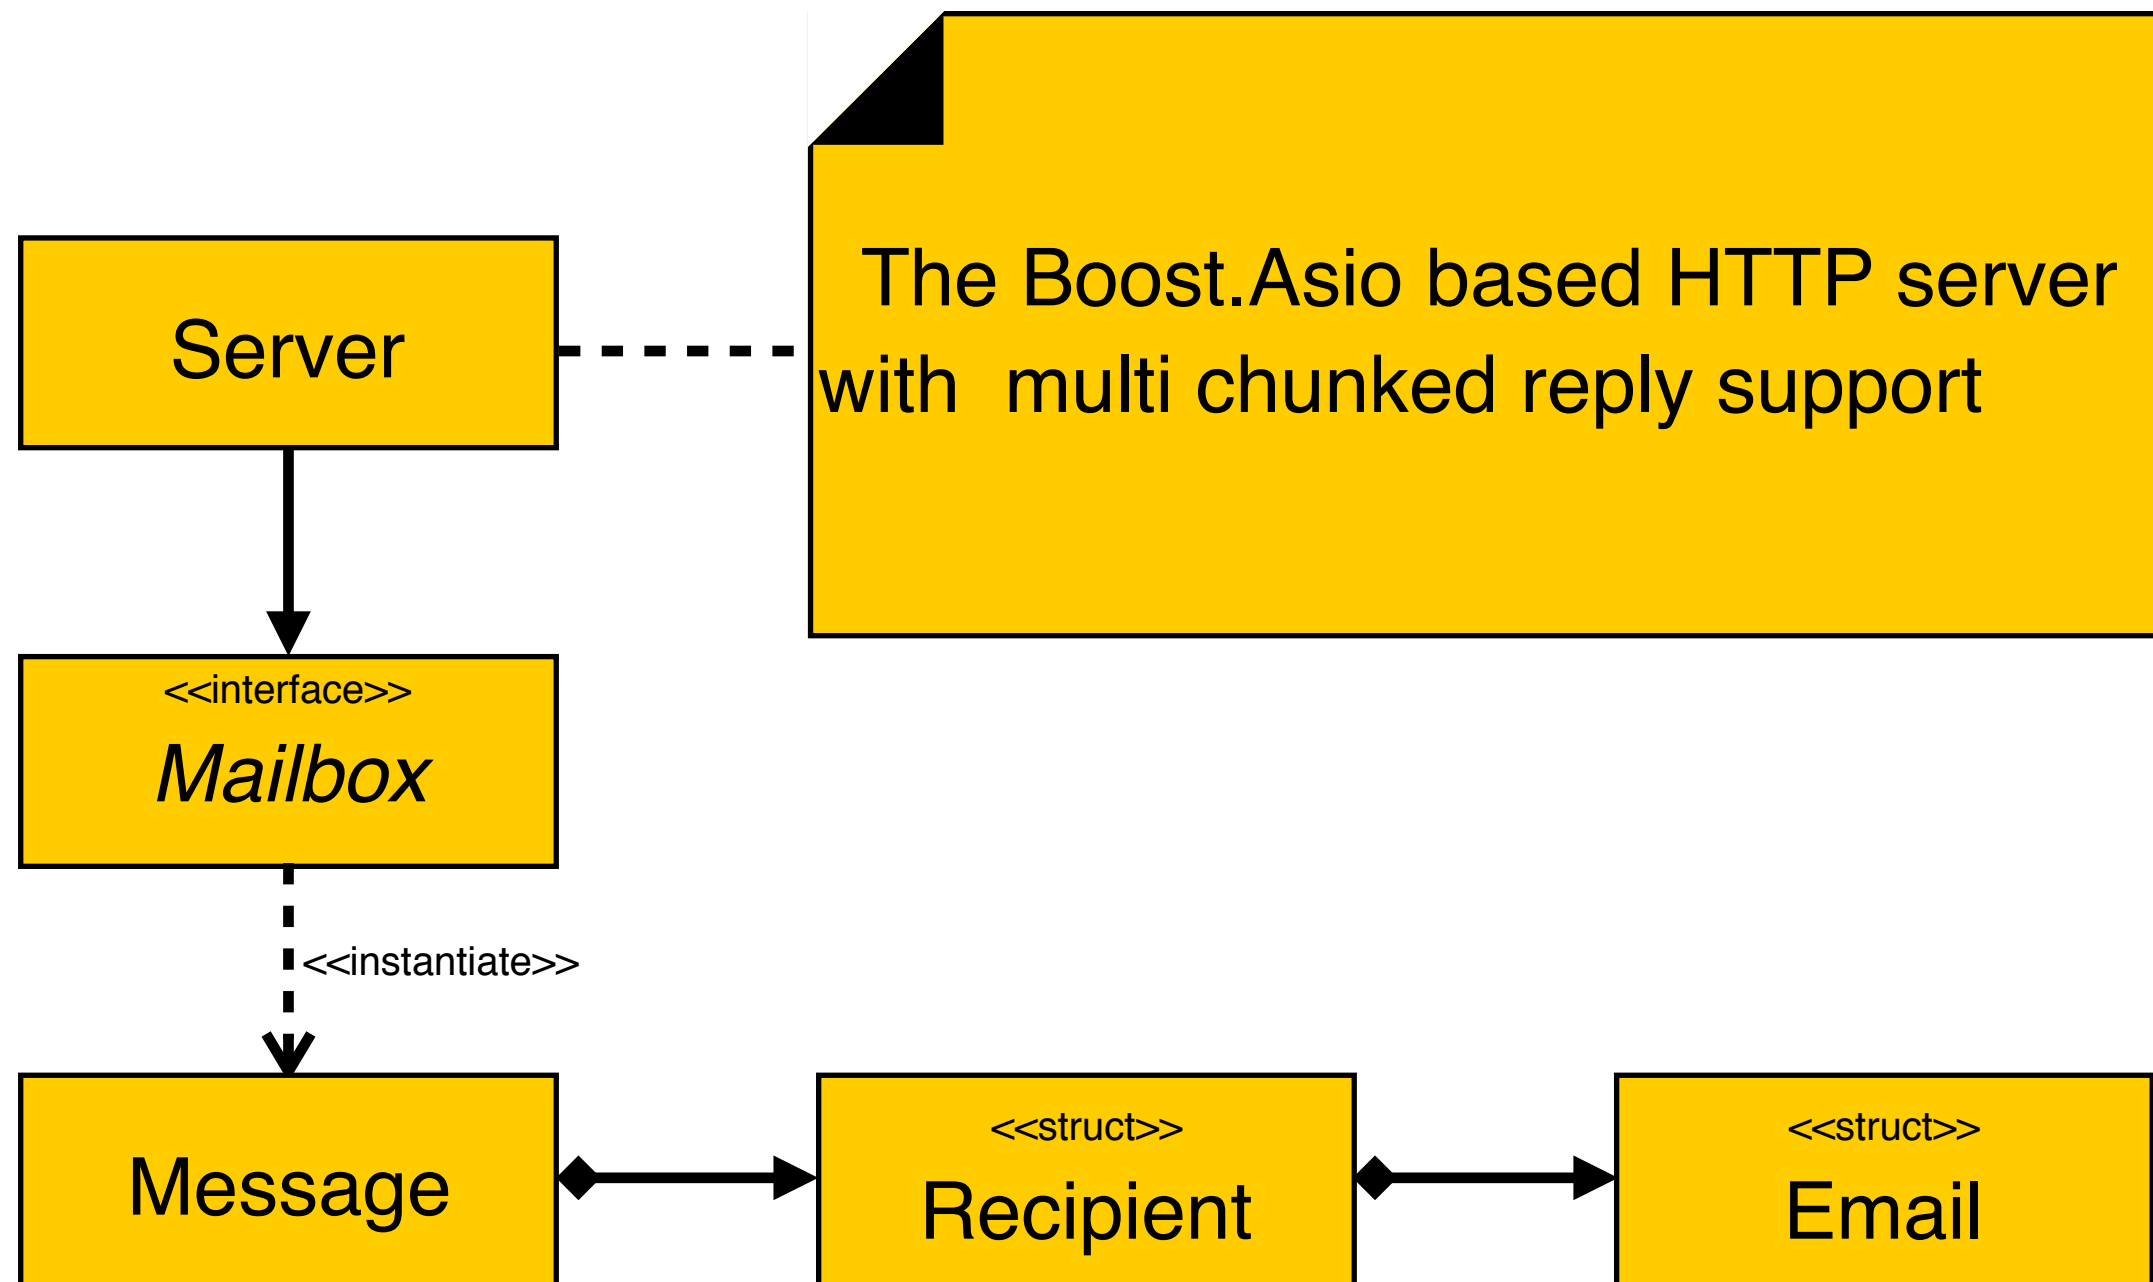 The Boost.Asio based HTTP server
with  multi chunked reply support
Server
<<interface>>
Mailbox
<<instantiate>>
Message
<<struct>>
Recipient
<<struct>>
Email